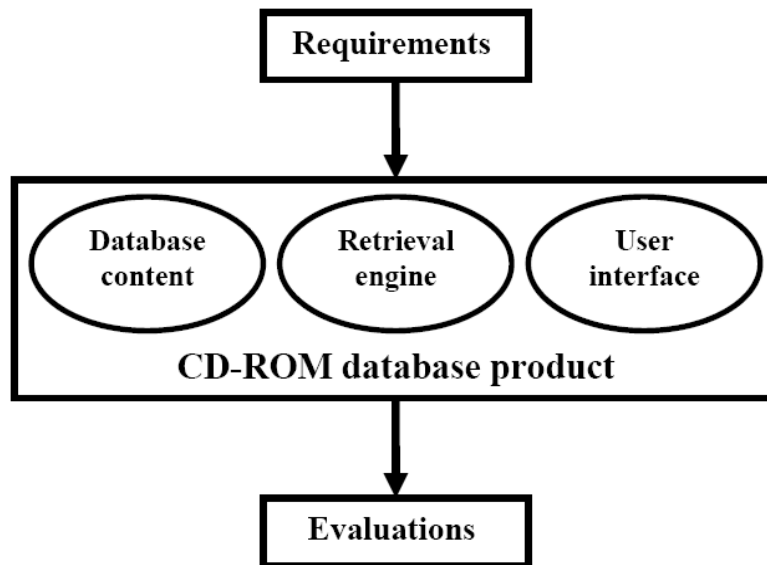 Requirements
Database
content
Retrieval
engine
User
interface
CD-ROM database product
Evaluations